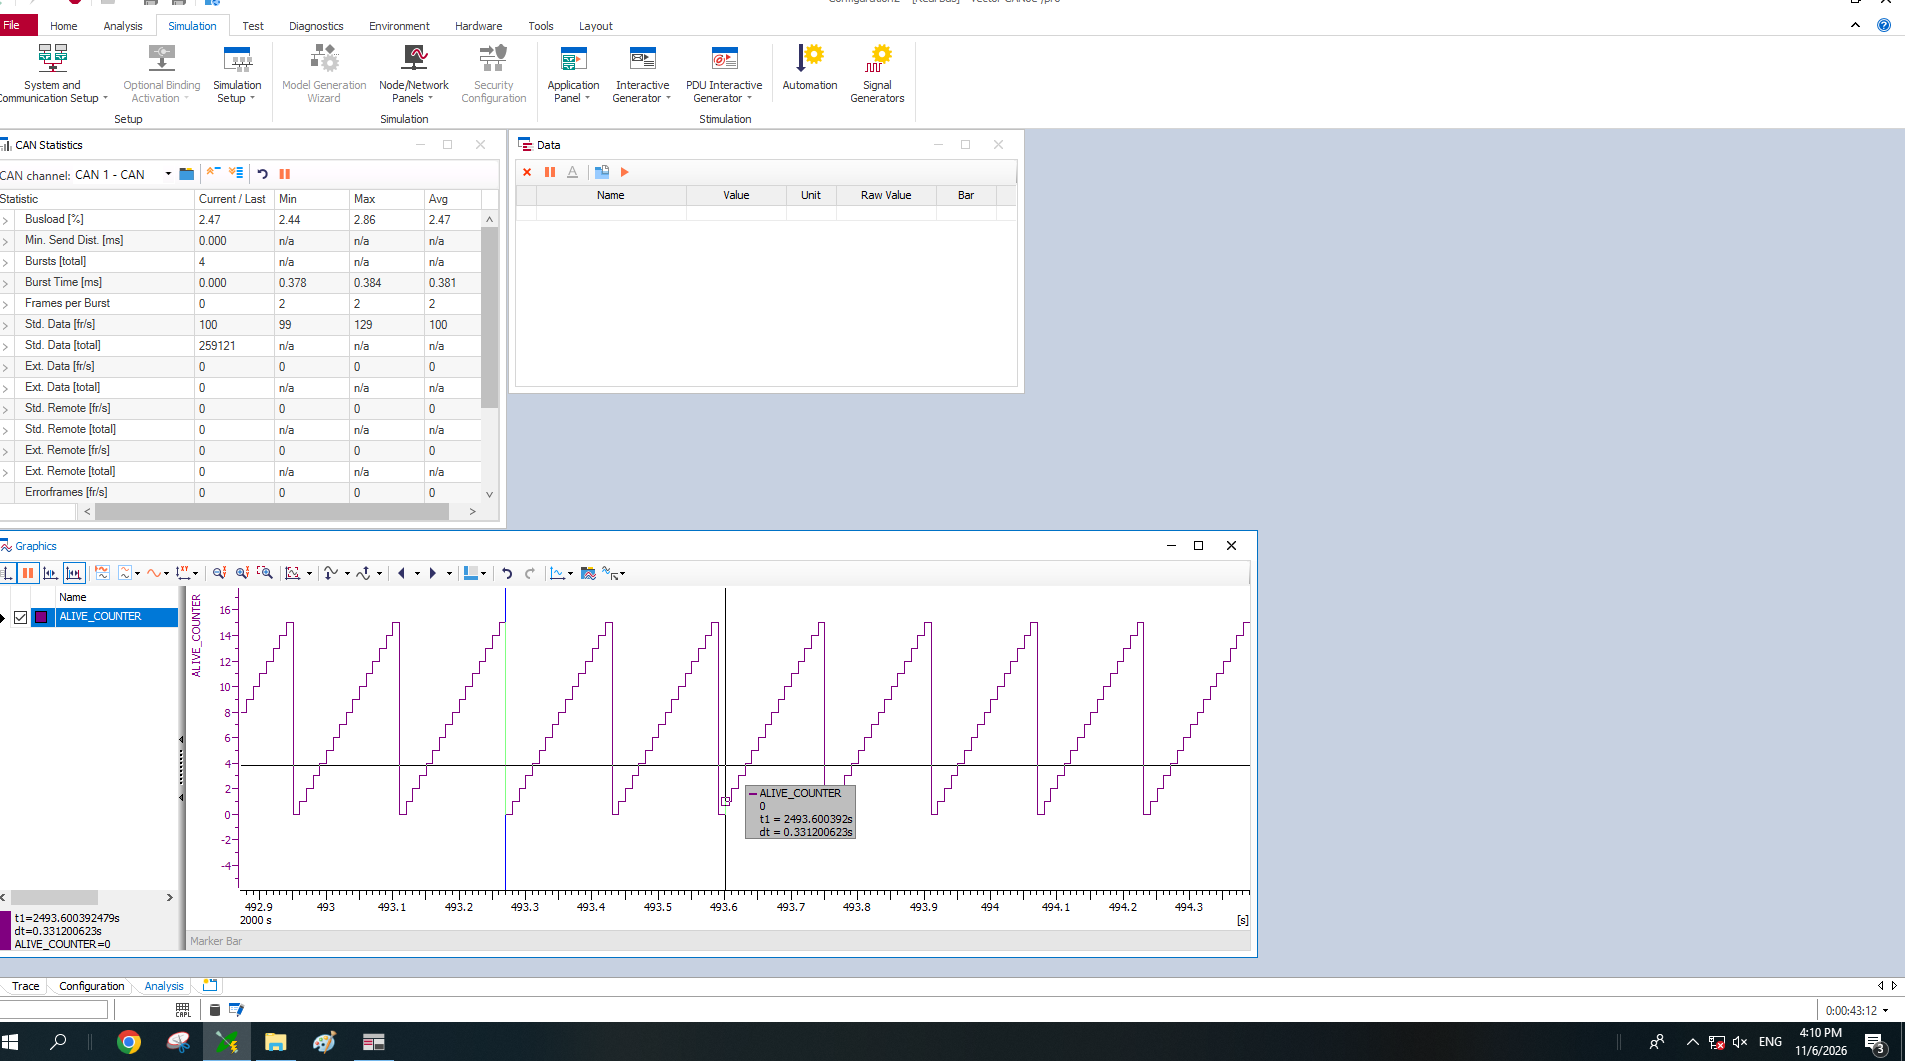 File Home Analysis Simulation Test Diagnostics Environment Hardware Tools Layout
System and Communication Setup
Optional Binding Activation
Simulation Setup
Model Generation Wizard
Node/Network Panels
Security Configuration
Application Panel
Interactive Generator
PDU Interactive Generator
Automation
Signal Generators
Setup Simulation Stimulation
CAN Statistics
CAN channel: CAN 1 - CAN
Statistic Current / Last Min Max Avg
Busload [%] 2.47 2.44 2.86 2.47
Min. Send Dist. [ms] 0.000 n/a n/a n/a
Bursts [total] 4 n/a n/a n/a
Burst Time [ms] 0.000 0.378 0.384 0.381
Frames per Burst 0 2 2 2
Std. Data [fr/s] 100 99 129 100
Std. Data [total] 259121 n/a n/a n/a
Ext. Data [fr/s] 0 0 0 0
Ext. Data [total] 0 n/a n/a n/a
Std. Remote [fr/s] 0 0 0 0
Std. Remote [total] 0 n/a n/a n/a
Ext. Remote [fr/s] 0 0 0 0
Ext. Remote [total] 0 n/a n/a n/a
Errorframes [fr/s] 0 0 0 0
Data
Name Value Unit Raw Value Bar
Graphics
Name
ALIVE_COUNTER
t1=2493.600392479s
dt=0.331200623s
ALIVE_COUNTER=0
ALIVE_COUNTER
16
14
12
10
8
6
4
2
0
-2
-4
ALIVE_COUNTER
0
t1 = 2493.600392s
dt = 0.331200623s
492.9 493 493.1 493.2 493.3 493.4 493.5 493.6 493.7 493.8 493.9 494 494.1 494.2 494.3
2000 s [s]
Marker Bar
Trace Configuration Analysis
CAPL
0:00:43:12
ENG
4:10 PM
11/6/2026
3